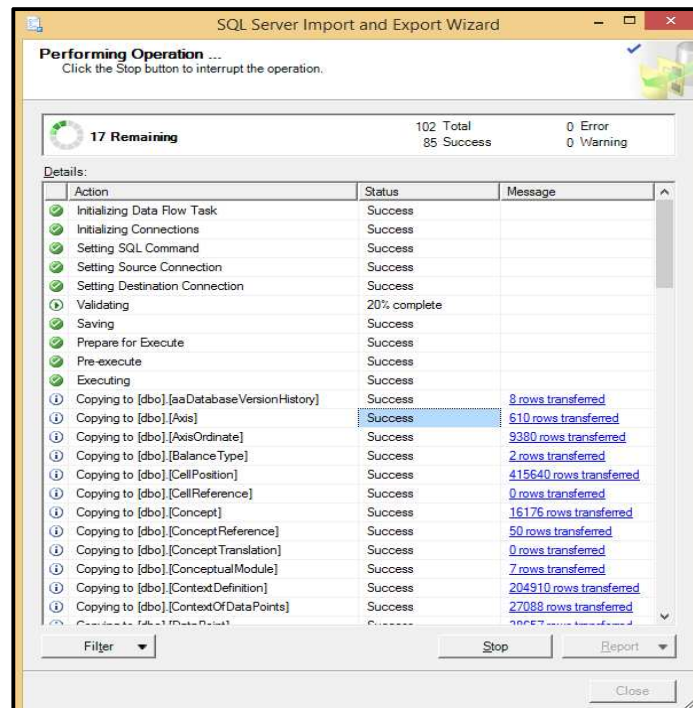 SQL Server Import and Export Wizard
Performing Operation ...
Click the Stop button to interrupt the operation.
17 Remaining
102 Total
0 Error
85 Success
0 Warning
Details:
Action Status Message
Initializing Data Flow Task Success
Initializing Connections Success
Setting SQL Command Success
Setting Source Connection Success
Setting Destination Connection Success
Validating 20% complete
Saving Success
Prepare for Execute Success
Pre-execute Success
Executing Success
Copying to [dbo].[aaDatabaseVersionHistory] Success 8 rows transferred
Copying to [dbo].[Axis] Success 610 rows transferred
Copying to [dbo].[AxisOrdinate] Success 9380 rows transferred
Copying to [dbo].[BalanceType] Success 2 rows transferred
Copying to [dbo].[CellPosition] Success 415640 rows transferred
Copying to [dbo].[CellReference] Success 0 rows transferred
Copying to [dbo].[Concept] Success 16176 rows transferred
Copying to [dbo].[ConceptReference] Success 50 rows transferred
Copying to [dbo].[ConceptTranslation] Success 0 rows transferred
Copying to [dbo].[ConceptualModule] Success 7 rows transferred
Copying to [dbo].[ContextDefinition] Success 204910 rows transferred
Copying to [dbo].[ContextOfDataPoints] Success 27088 rows transferred
Copying to [dbo].[DataPoint] Success rows transferred
Filter Stop Report
Close